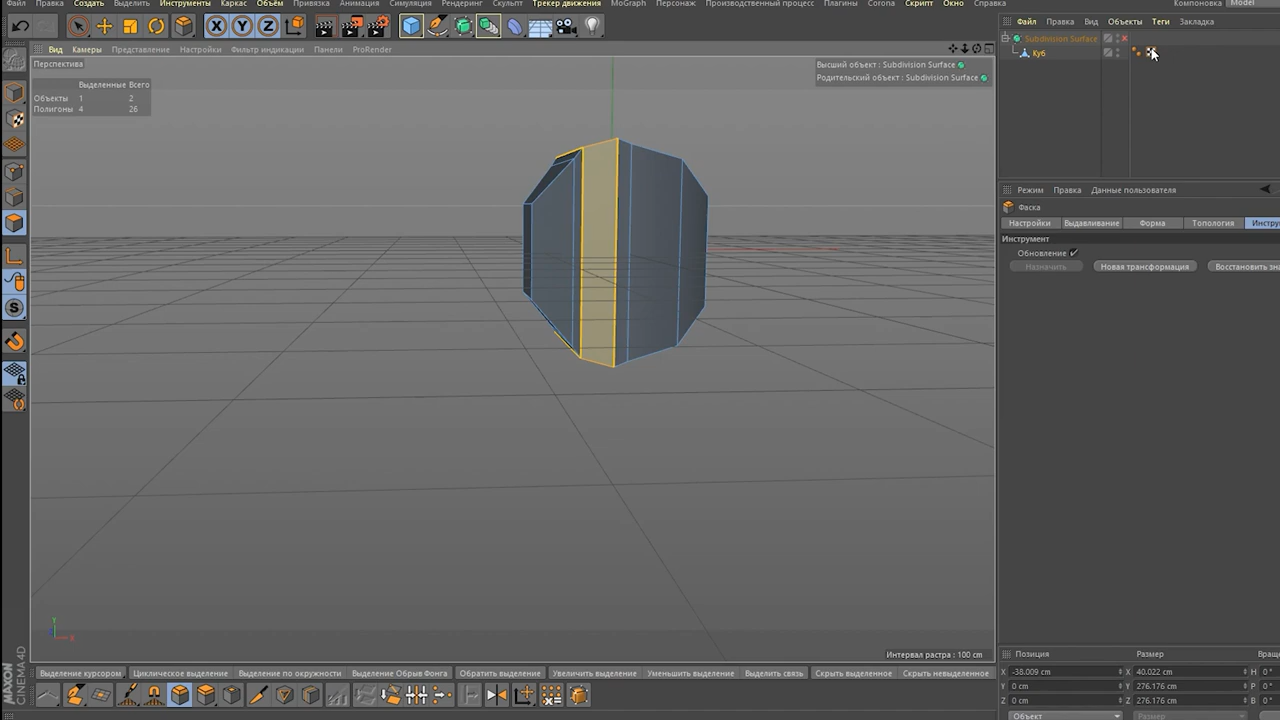 Файл Правка Создать Выделить Инструменты Каркас Объём Привязка Анимация Симуляция Рендеринг Скульпт Трекер движения MoGraph Персонаж Производственный процесс Плагины Corona Скрипт Окно Справка Компоновка Model
Вид Камеры Представление Настройки Фильтр индикации Панели ProRender
Перспектива
Выделенные Всего
Объекты 1 2
Полигоны 4 26
Высший объект : Subdivision Surface
Родительский объект : Subdivision Surface
Интервал растра : 100 cm
Y
X
Файл Правка Вид Объекты Теги Закладка
Subdivision Surface
Куб
Режим Правка Данные пользователя
Фаска
Настройки Выдавливание Форма Топология Инстру
Инструмент
Обновление
Назначить Новая трансформация Восстановить зна
Выделение курсором Циклическое выделение Выделение по окружности Выделение Обрыв Фонга Обратить выделение Увеличить выделение Уменьшить выделение Выделить связь Скрыть выделенное Скрыть невыделенное
MAXON
CINEMA 4D
Позиция Размер Враще
X -38.009 cm X 40.022 cm H 0°
Y 0 cm Y 276.176 cm P 0°
Z 0 cm Z 276.176 cm B 0°
Объект Размер